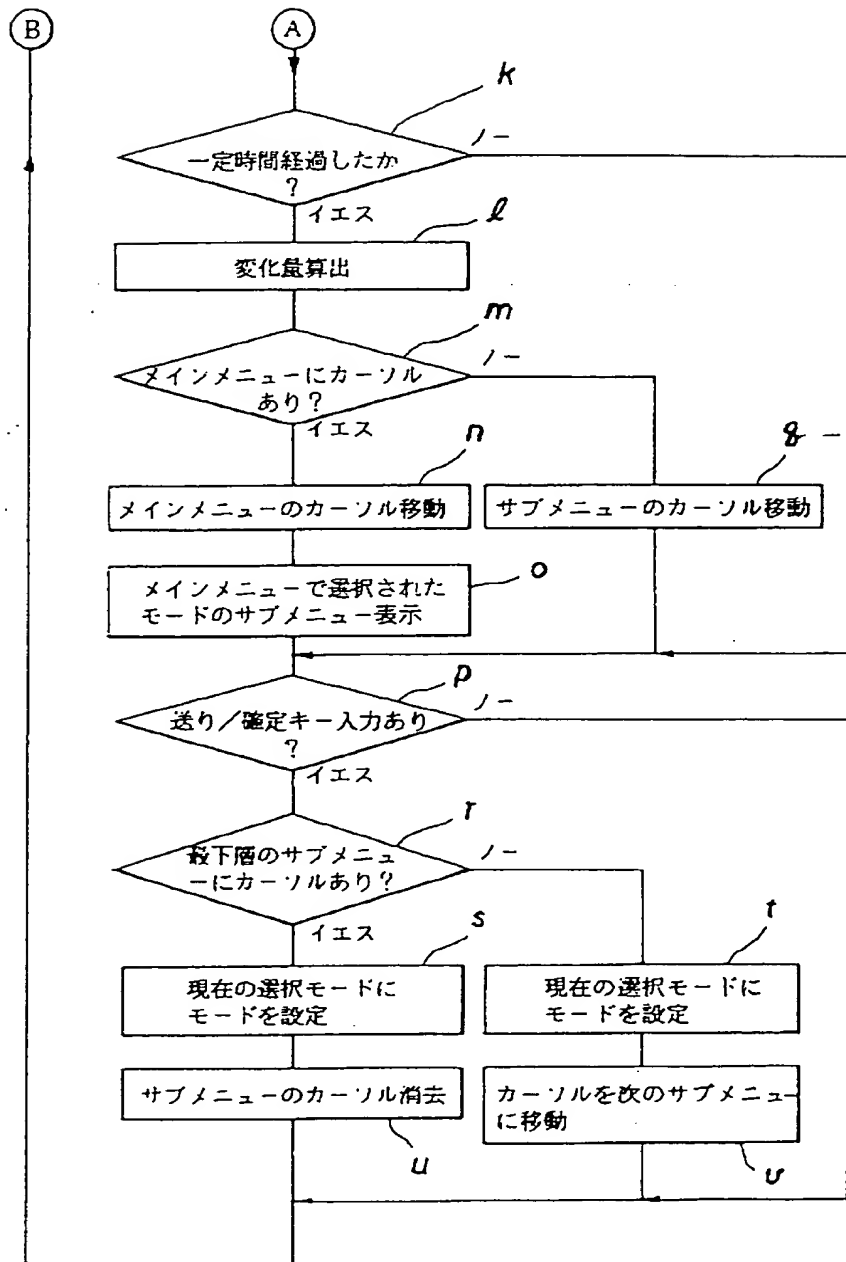 B
A
k
ノー
一定時間経過したか
?
イエス
l
変化量算出
m
ノー
メインメニューにカーソル
あり?
イエス
n
q
メインメニューのカーソル移動
サブメニューのカーソル移動
o
メインメニューで選択された
モードのサブメニュー表示
p
ノー
送り/確定キー入力あり
?
イエス
r
ノー
最下層のサブメニュ
ーにカーソルあり?
イエス
s
t
現在の選択モードに
モードを設定
現在の選択モードに
モードを設定
サブメニューのカーソル消去
カーソルを次のサブメニュー
に移動
u
v